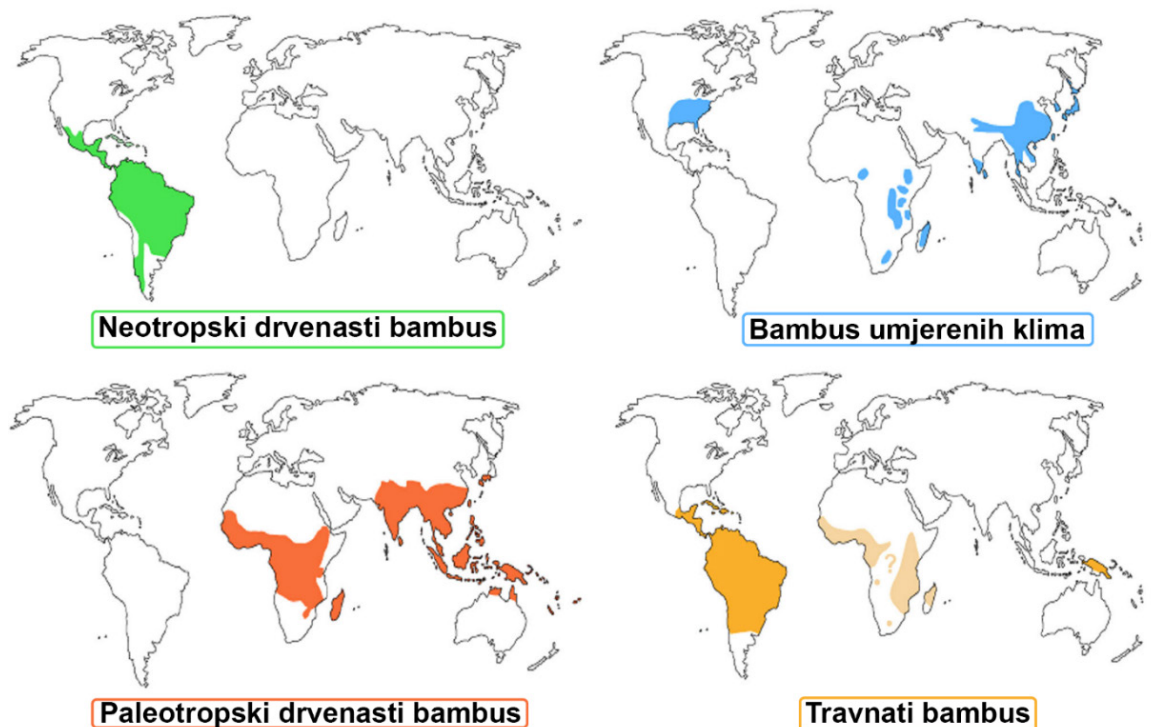 Neotropski drvenasti bambus
Bambus umjerenih klima
?
Paleotropski drvenasti bambus
Travnati bambus